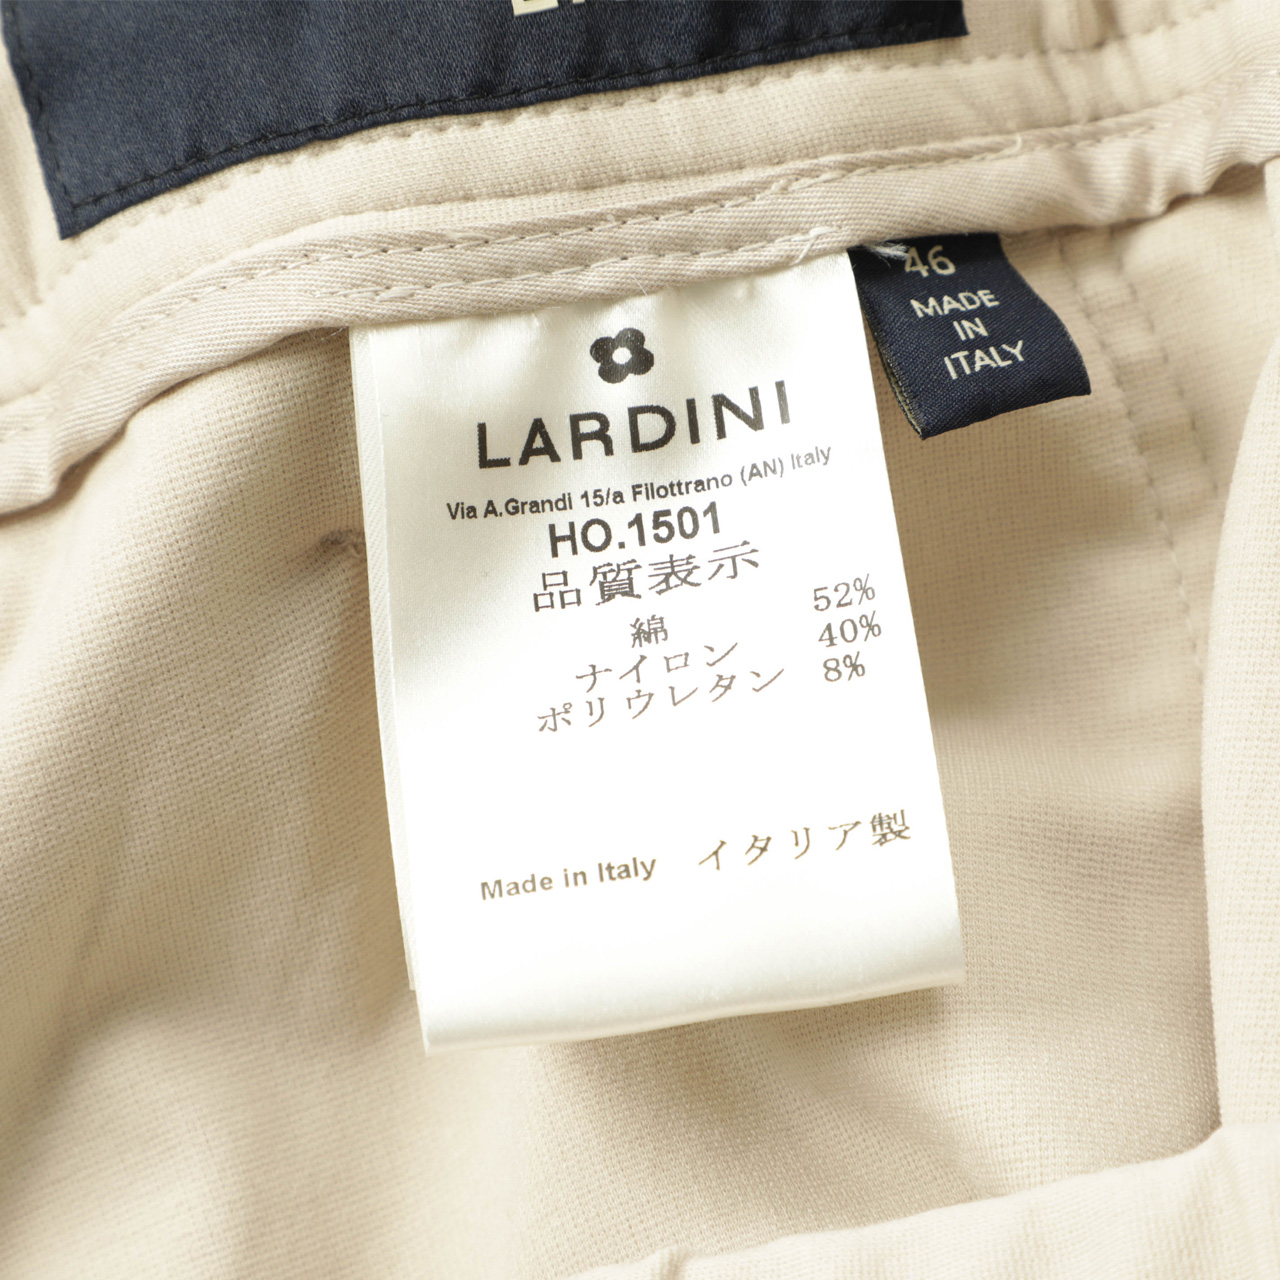 46
MADE
IN
ITALY
LARDINI
Via A.Grandi 15/a Filottrano (AN) Italy
HO.1501
品質表示
綿 52%
ナイロン 40%
ポリウレタン 8%
Made in Italy イタリア製